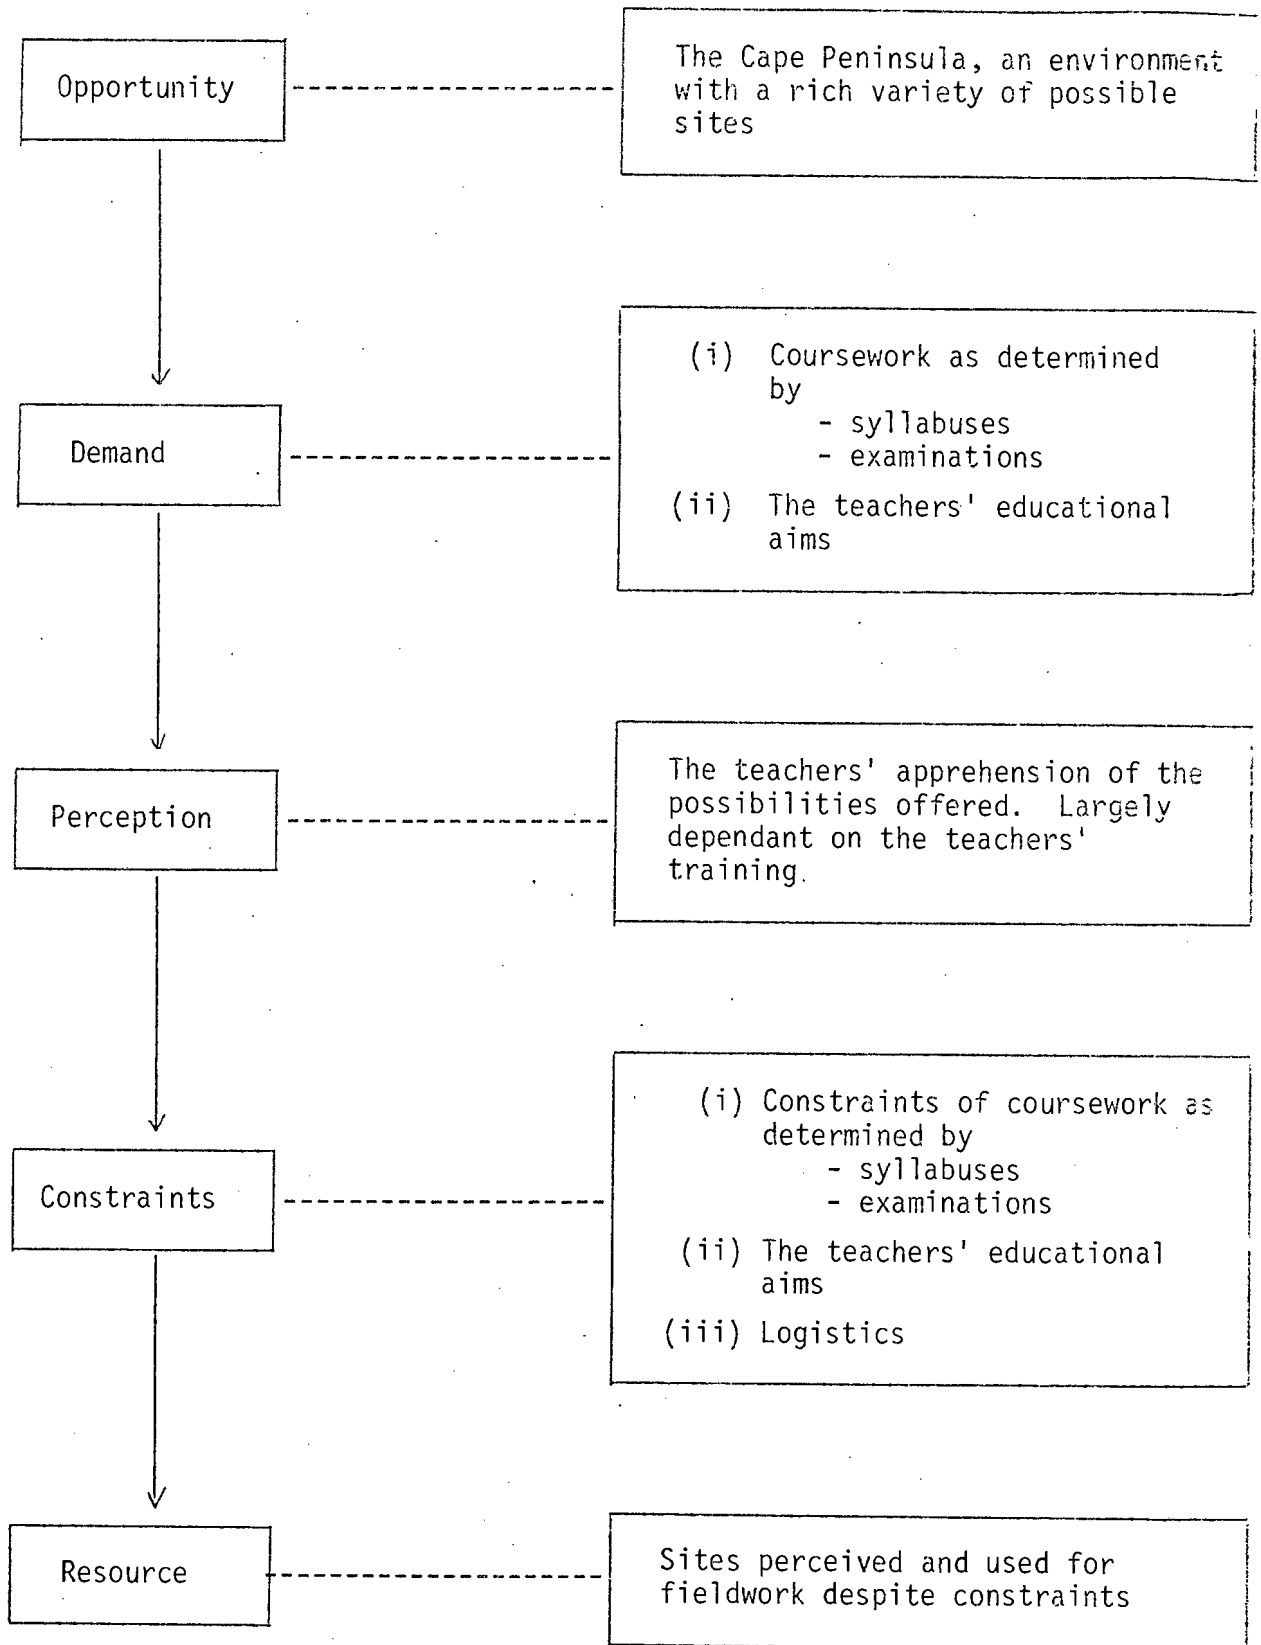 Opportunity
The Cape Peninsula, an environment
with a rich variety of possible
sites
Demand
(i) Coursework as determined
by
- syllabuses
- examinations
(ii) The teachers' educational
aims
Perception
The teachers' apprehension of the
possibilities offered. Largely
dependant on the teachers'
training.
Constraints
(i) Constraints of coursework as
determined by
- syllabuses
- examinations
(ii) The teachers' educational
aims
(iii) Logistics
Resource
Sites perceived and used for
fieldwork despite constraints